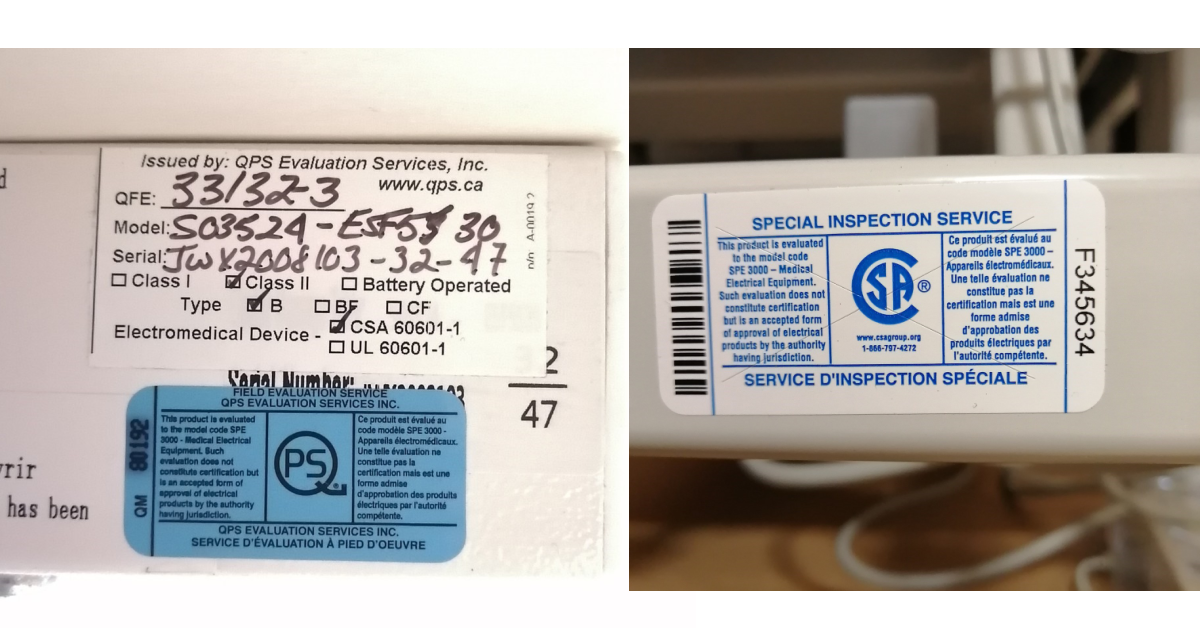 Issued by: QPS Evaluation Services, Inc.
QFE: 33132-3 www.qps.ca
Model: S03524 - 30
Serial: JWX2008103-32-47
☐ Class I ☑ Class II ☐ Battery Operated
Type ☑ B ☐ BF ☐ CF
Electromedical Device - ☑ CSA 60601-1
☐ UL 60601-1
Serial Number:
47
has been
FIELD EVALUATION SERVICE
QPS EVALUATION SERVICES INC.
QM 80192
This product is evaluated
to the model code SPE
3000 - Medical Electrical
Equipment. Such
evaluation does not
constitute certification but
is an accepted form of
approval of electrical
products by the authority
having jurisdiction.
QPS
Ce produit est évalué au
code modèle SPE 3000 -
Appareils électromédicaux.
Une telle évaluation ne
constitue pas la
certification mais est une
forme admise
d'approbation des produits
électriques par l'autorité
compétente.
QPS EVALUATION SERVICES INC.
SERVICE D'ÉVALUATION À PIED D'OEUVRE
SPECIAL INSPECTION SERVICE
This product is evaluated
to the model code
SPE 3000 – Medical
Electrical Equipment.
Such evaluation does not
constitute certification
but is an accepted form
of approval of electrical
products by the authority
having jurisdiction.
CSA®
www.csagroup.org
1-866-797-4272
Ce produit est évalué au
code modèle SPE 3000 –
Appareils électromédicaux.
Une telle évaluation ne
constitue pas la
certification mais est une
forme admise
d'approbation des
produits électriques par
l'autorité compétente.
SERVICE D'INSPECTION SPÉCIALE
F345634